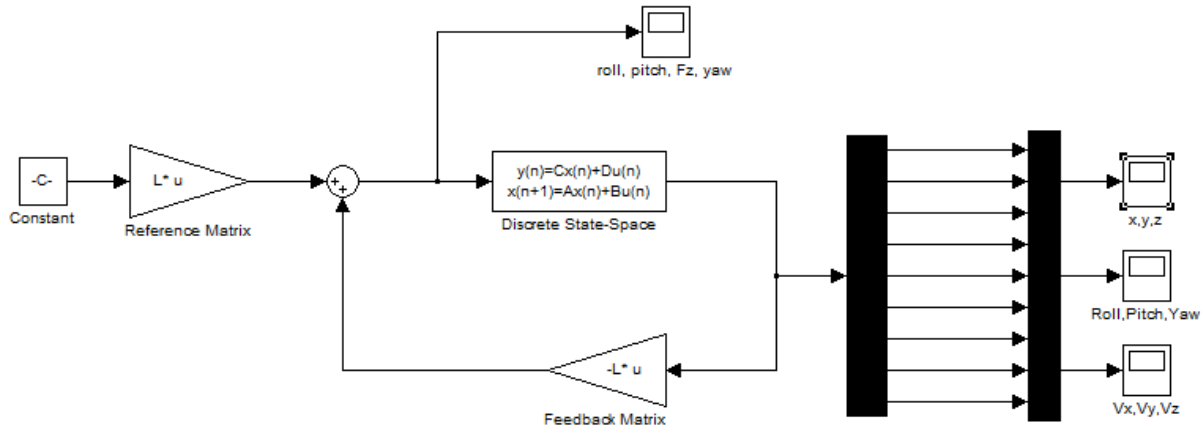 roll, pitch, Fz, yaw
-C-
Constant
L* u
Reference Matrix
+
+
y(n)=Cx(n)+Du(n)
x(n+1)=Ax(n)+Bu(n)
Discrete State-Space
-L* u
Feedback Matrix
x,y,z
Roll,Pitch,Yaw
Vx,Vy,Vz